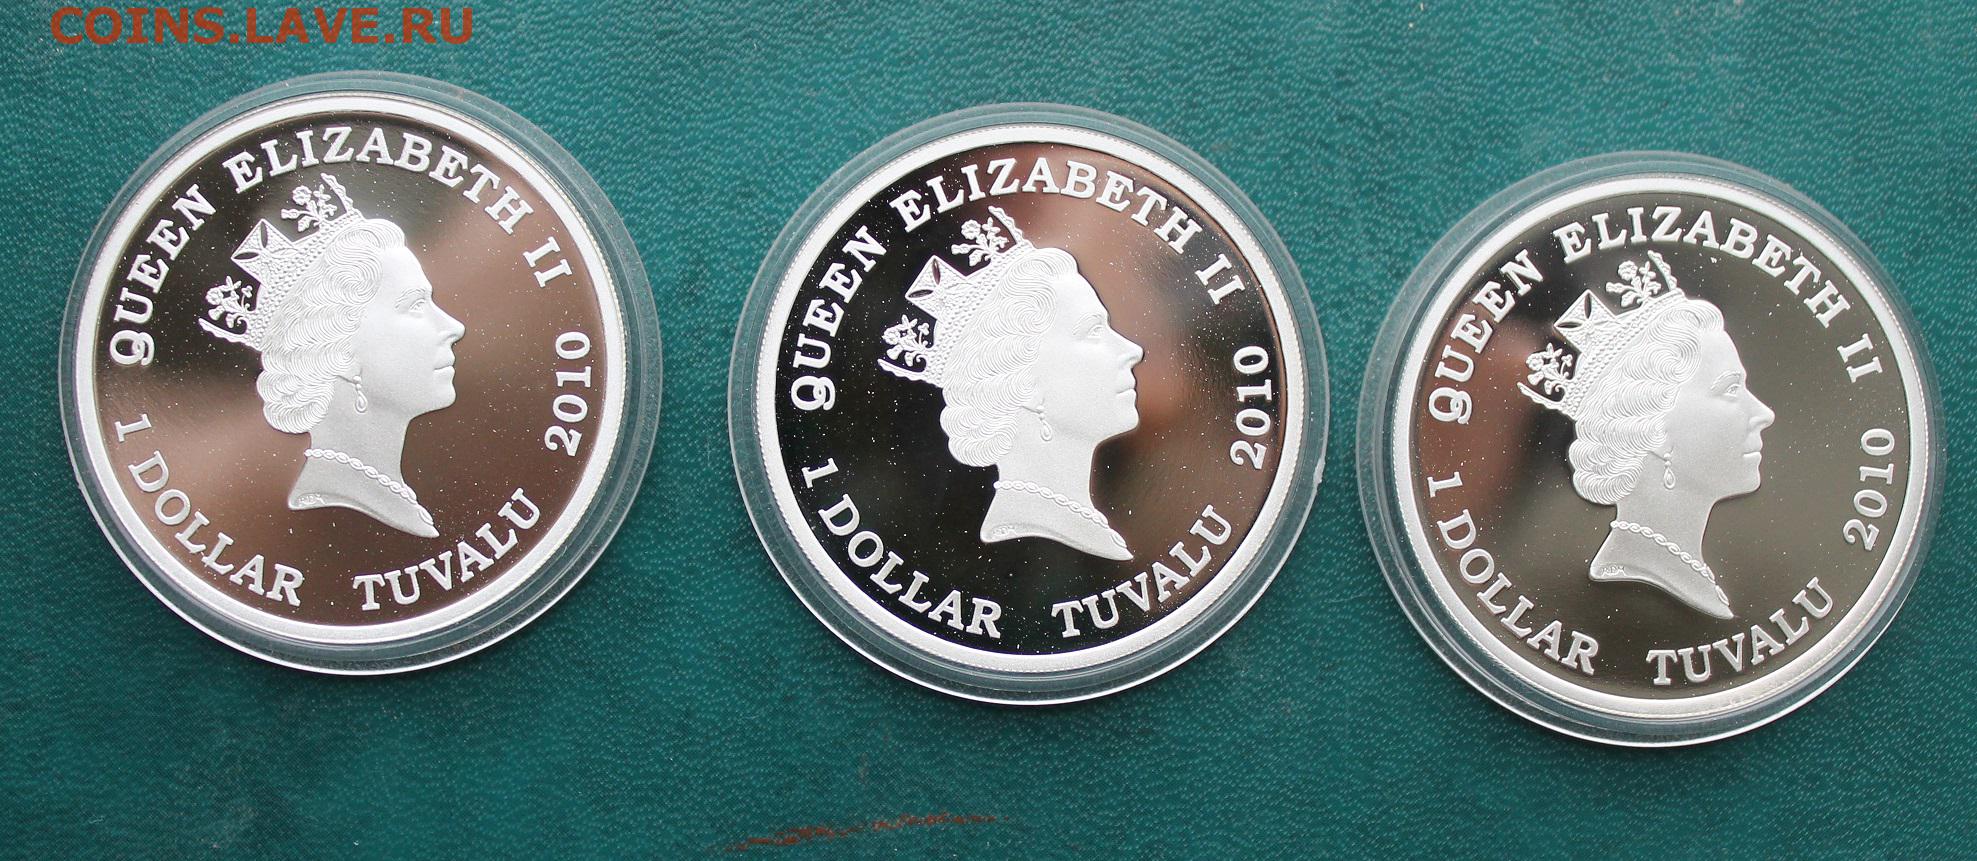 COINS.LAVE.RU
QUEEN ELIZABETH II
2010
1 DOLLAR TUVALU
QUEEN ELIZABETH II
2010
1 DOLLAR TUVALU
QUEEN ELIZABETH II
2010
1 DOLLAR TUVALU